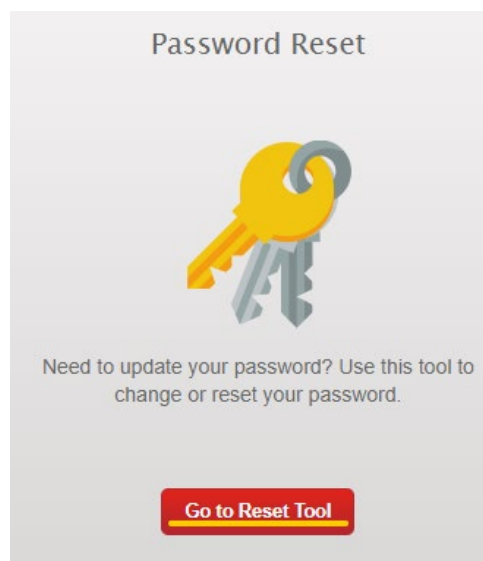 Password Reset
Need to update your password? Use this tool to
change or reset your password.
Go to Reset Tool